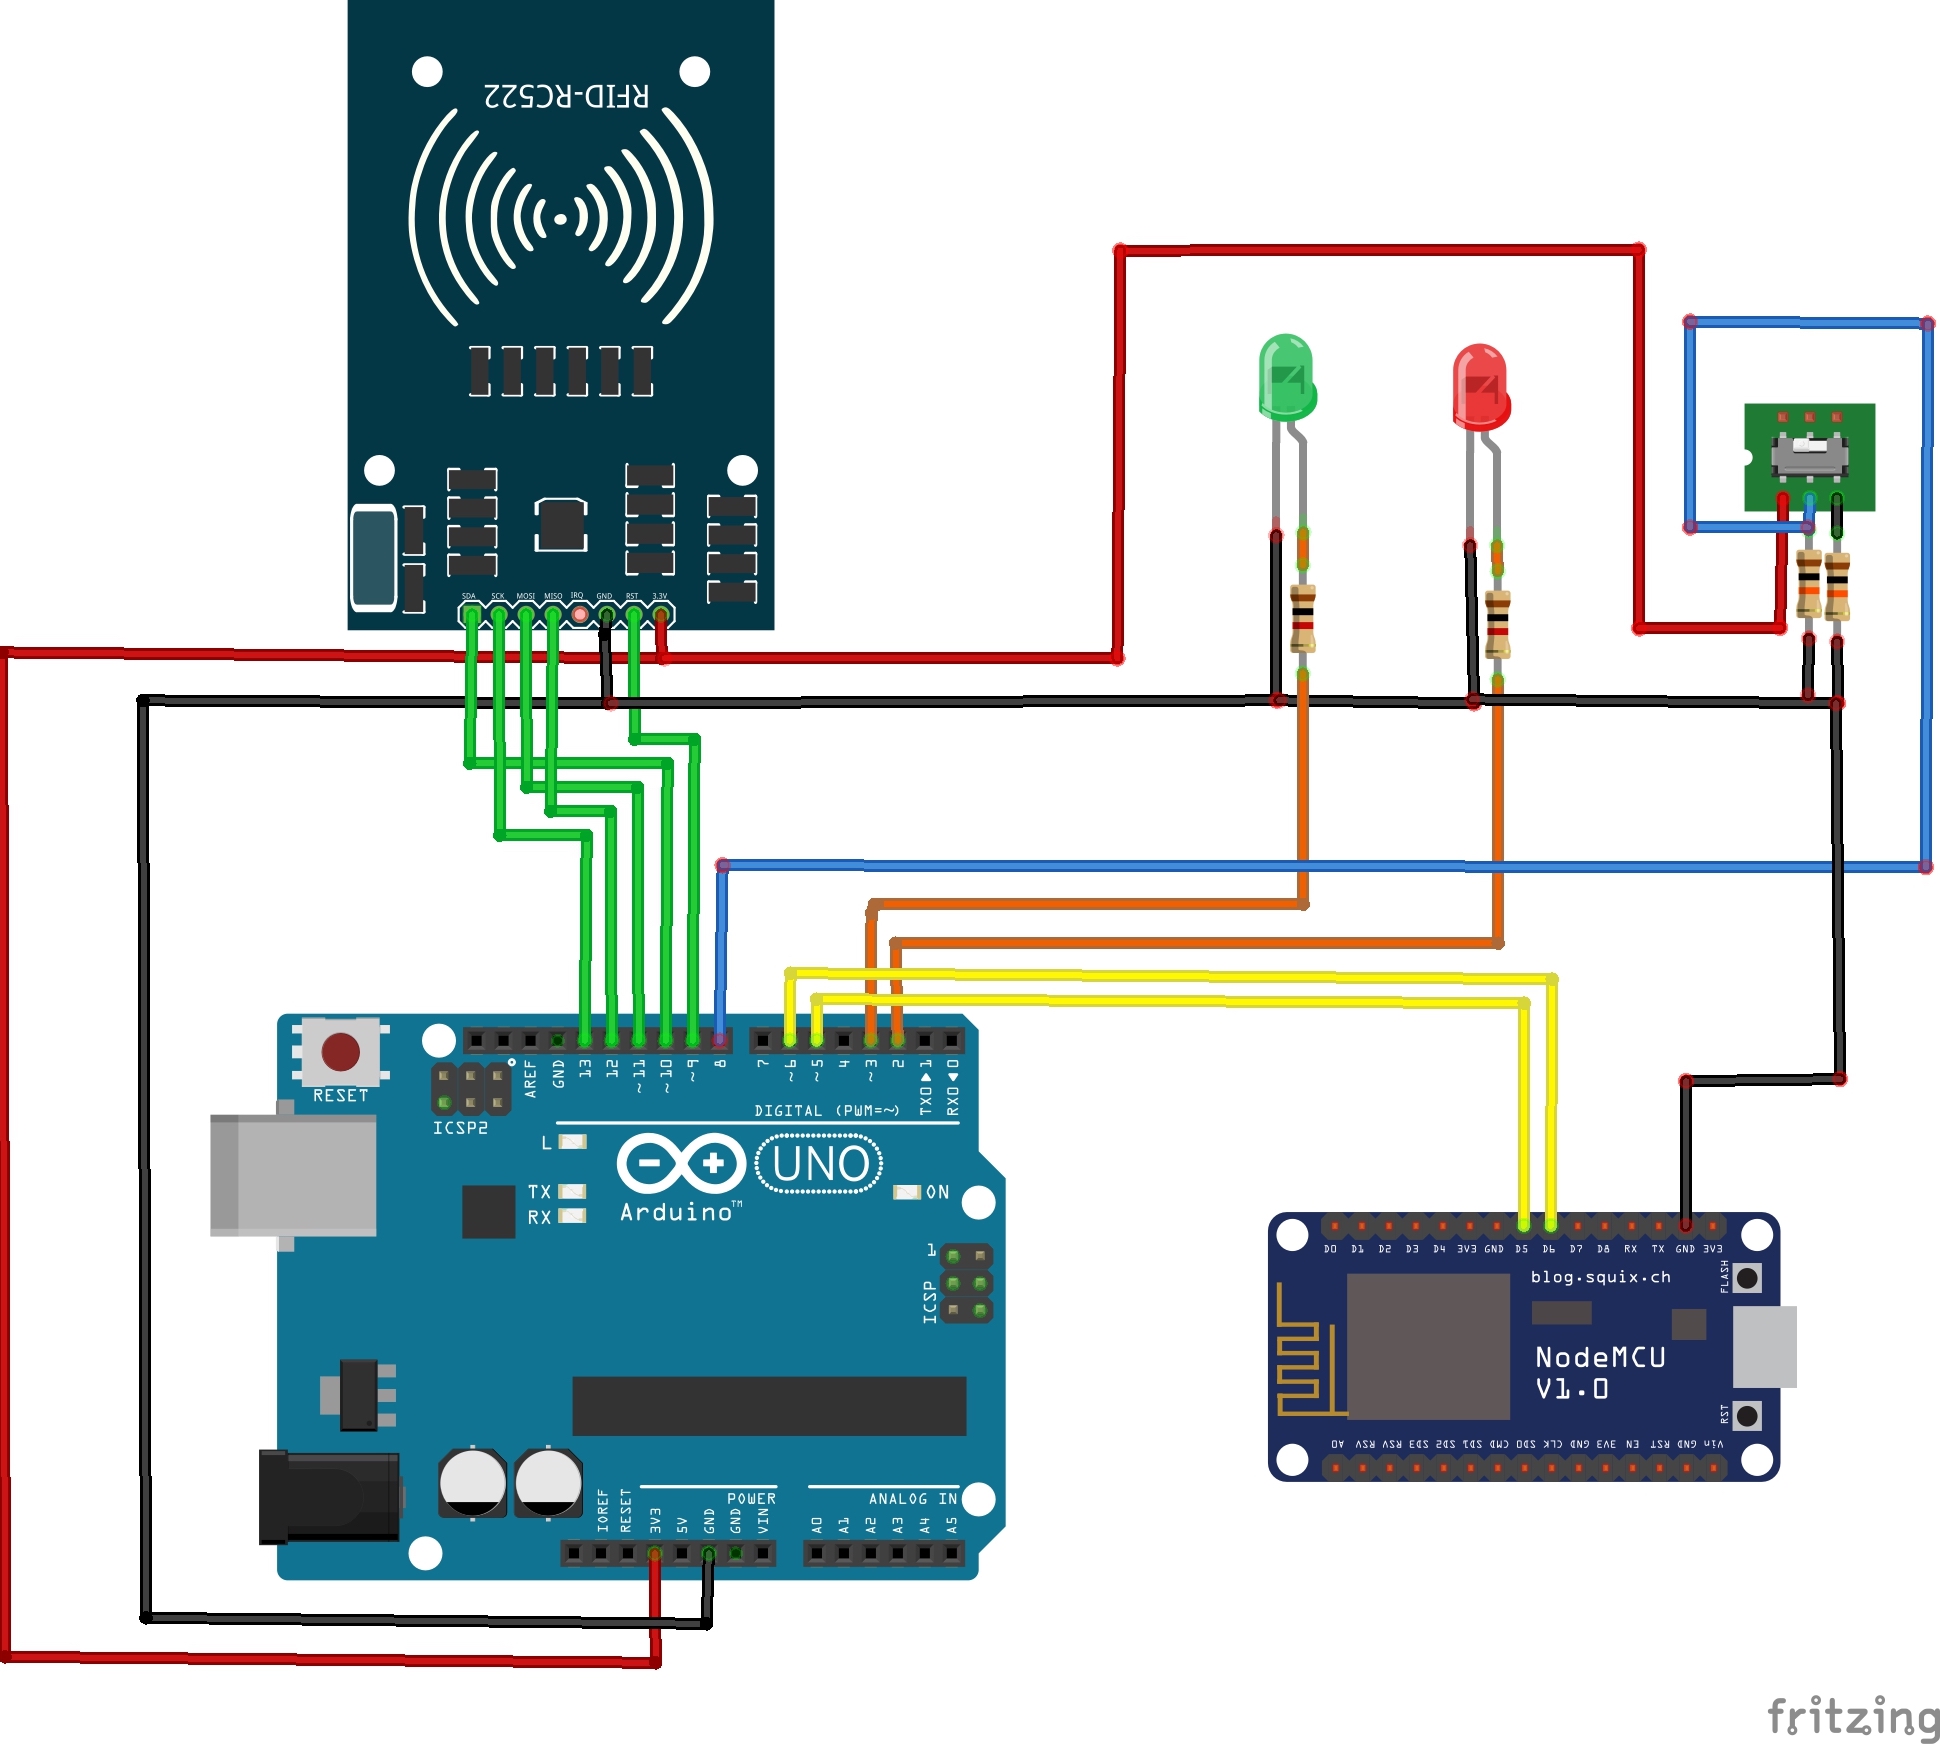 RFID-RC522
SDA SCK MOSI MISO IRQ GND RST 3.3V
RESET
ICSP2
AREF GND 13 12 ~11 ~10 ~9 8 7 ~6 ~5 4 ~3 2 TX0▶1 RX0◀0
DIGITAL (PWM=~)
L
TX
RX
Arduino™
UNO
ON
1
ICSP
IOREF RESET 3V3 5V GND GND VIN
POWER
A0 A1 A2 A3 A4 A5
ANALOG IN
D0 D1 D2 D3 D4 3V3 GND D5 D6 D7 D8 RX TX GND 3V3
blog.squix.ch
FLASH
NodeMCU
V1.0
RST
A0 RSV RSV SD3 SD2 SD1 CMD SD0 CLK GND 3V3 EN RST GND Vin
fritzing